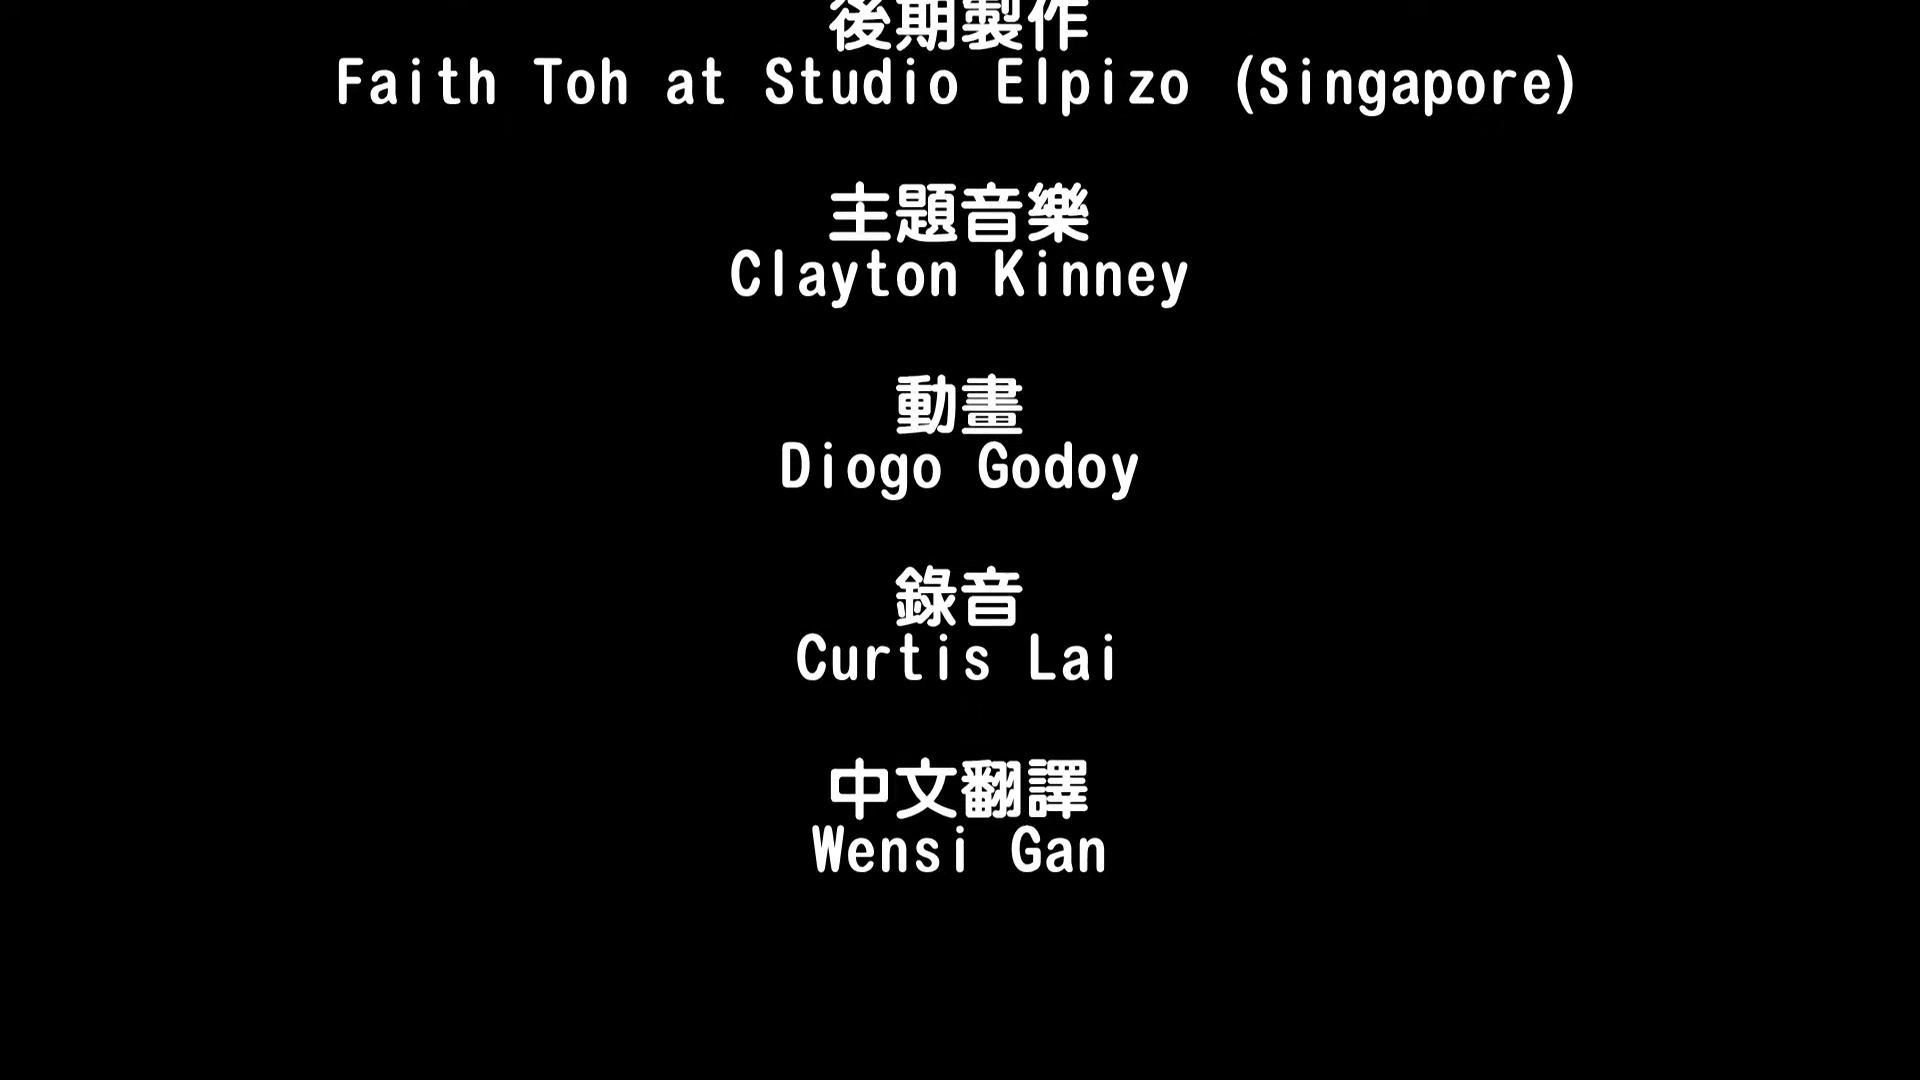 後期製作
Faith Toh at Studio Elpizo (Singapore)
主題音樂
Clayton Kinney
動畫
Diogo Godoy
錄音
Curtis Lai
中文翻譯
Wensi Gan